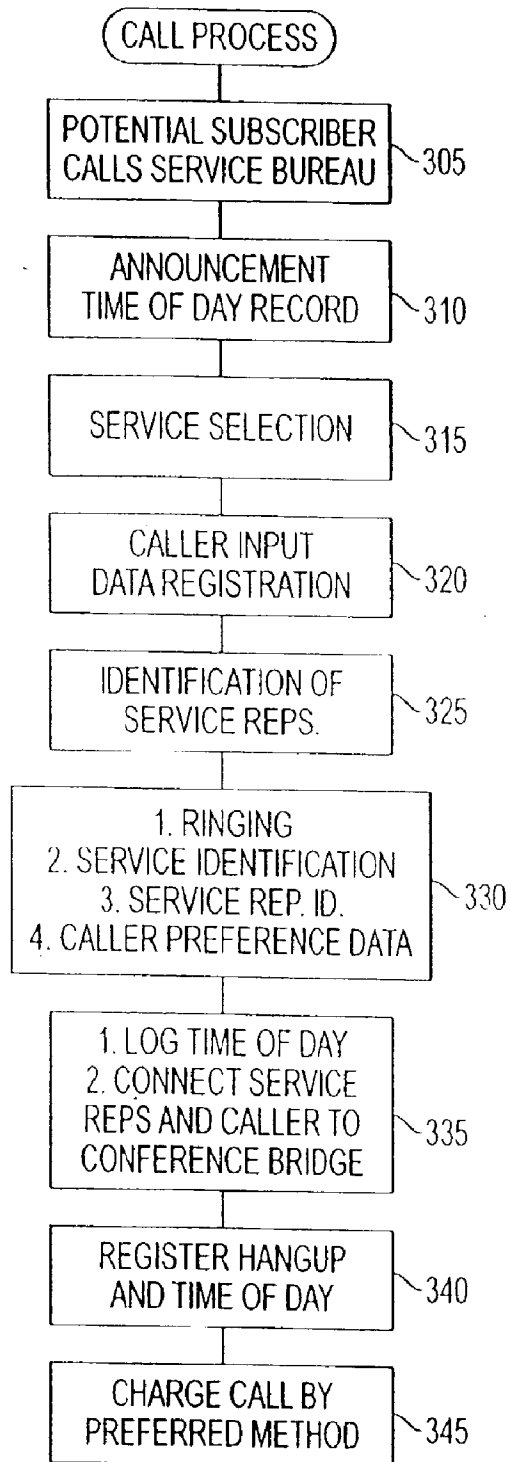 CALL PROCESS
POTENTIAL SUBSCRIBER
CALLS SERVICE BUREAU
305
ANNOUNCEMENT
TIME OF DAY RECORD
310
SERVICE SELECTION
315
CALLER INPUT
DATA REGISTRATION
320
IDENTIFICATION OF
SERVICE REPS.
325
1. RINGING
2. SERVICE IDENTIFICATION
3. SERVICE REP. ID.
4. CALLER PREFERENCE DATA
330
1. LOG TIME OF DAY
2. CONNECT SERVICE
REPS AND CALLER TO
CONFERENCE BRIDGE
335
REGISTER HANGUP
AND TIME OF DAY
340
CHARGE CALL BY
PREFERRED METHOD
345